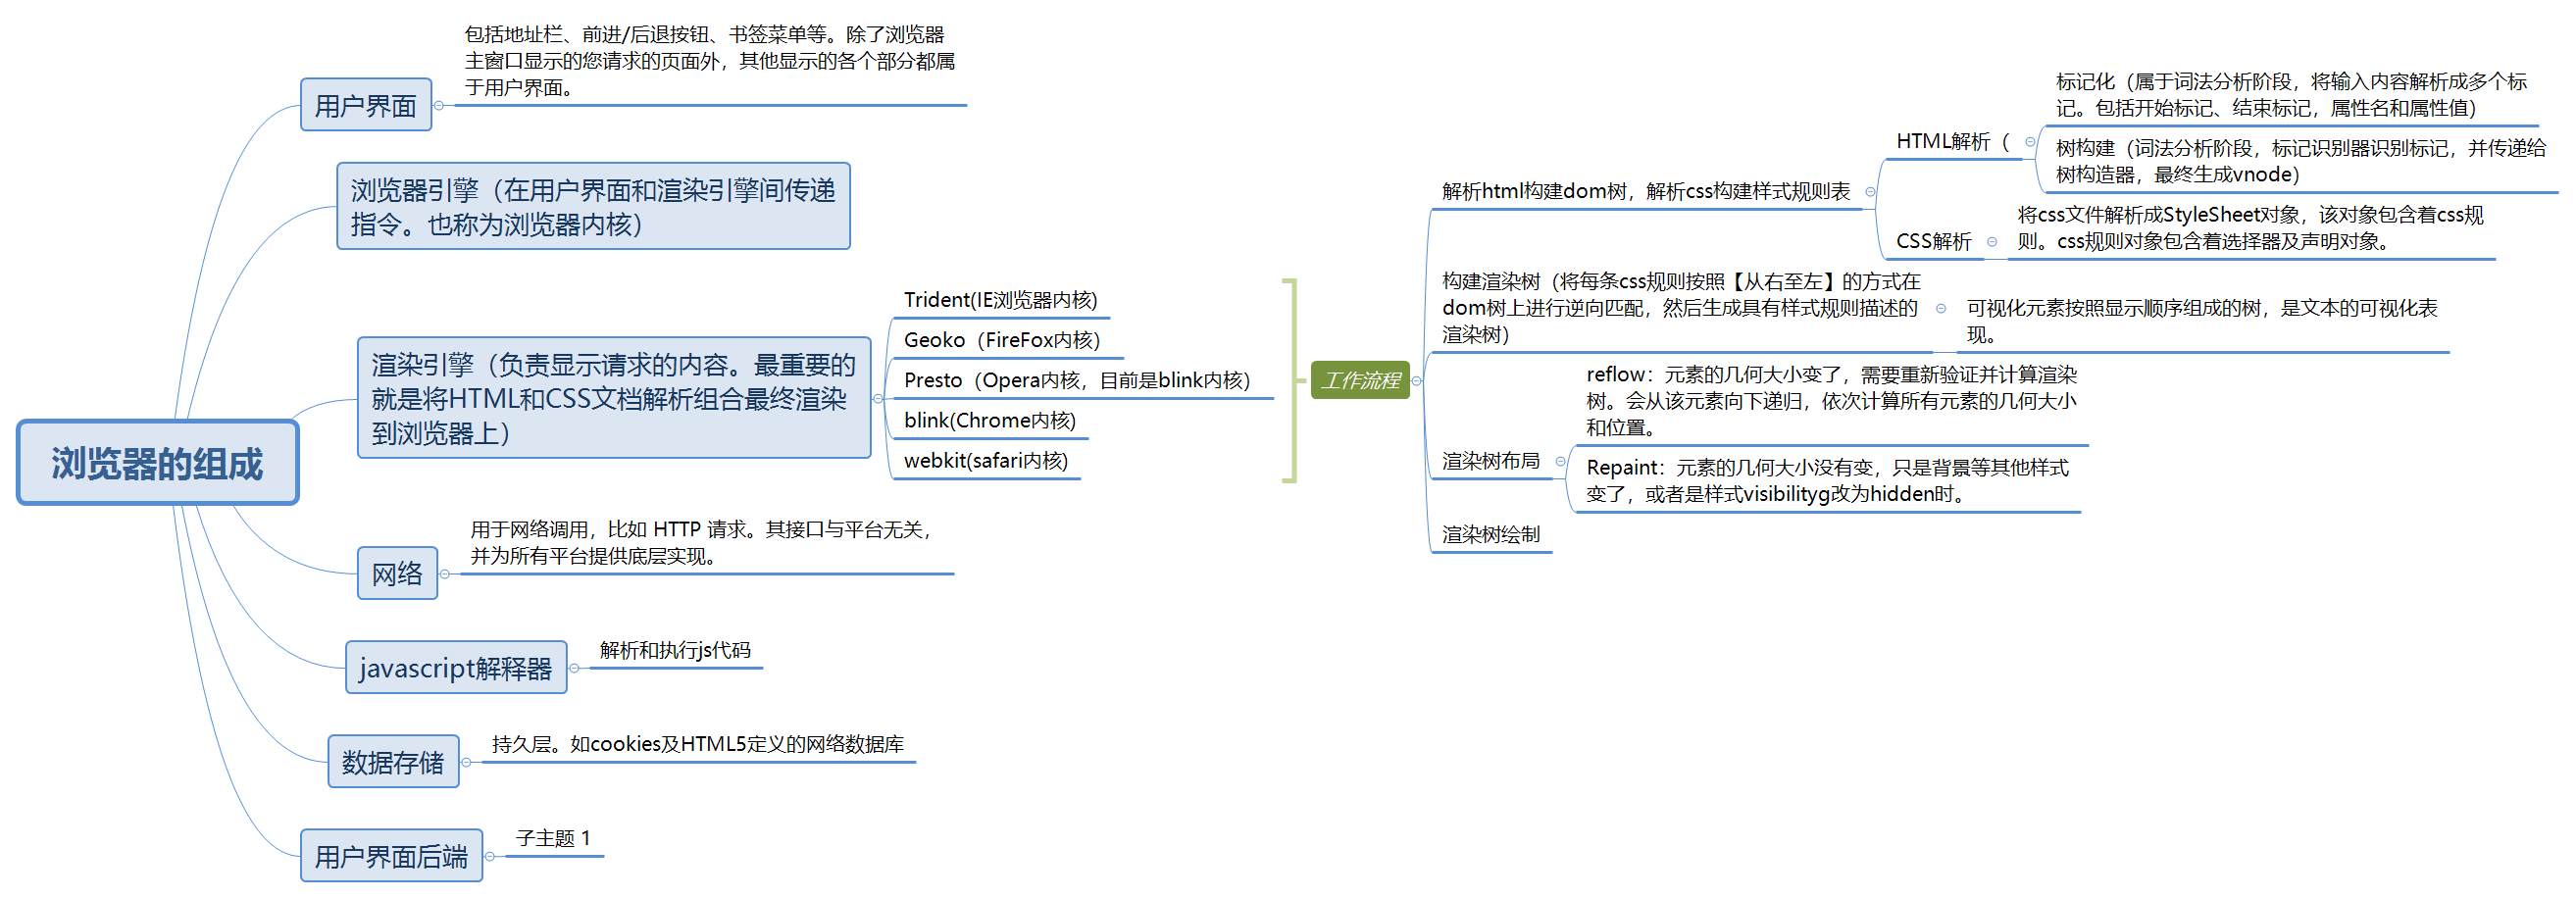 浏览器的组成
用户界面
包括地址栏、前进/后退按钮、书签菜单等。除了浏览器
主窗口显示的您请求的页面外，其他显示的各个部分都属
于用户界面。
浏览器引擎（在用户界面和渲染引擎间传递
指令。也称为浏览器内核）
渲染引擎（负责显示请求的内容。最重要的
就是将HTML和CSS文档解析组合最终渲染
到浏览器上）
Trident(IE浏览器内核)
Geoko（FireFox内核）
Presto（Opera内核，目前是blink内核）
blink(Chrome内核)
webkit(safari内核)
工作流程
解析html构建dom树，解析css构建样式规则表
HTML解析（
标记化（属于词法分析阶段，将输入内容解析成多个标
记。包括开始标记、结束标记，属性名和属性值）
树构建（词法分析阶段，标记识别器识别标记，并传递给
树构造器，最终生成vnode）
CSS解析
将css文件解析成StyleSheet对象，该对象包含着css规
则。css规则对象包含着选择器及声明对象。
构建渲染树（将每条css规则按照【从右至左】的方式在
dom树上进行逆向匹配，然后生成具有样式规则描述的
渲染树）
可视化元素按照显示顺序组成的树，是文本的可视化表
现。
渲染树布局
reflow：元素的几何大小变了，需要重新验证并计算渲染
树。会从该元素向下递归，依次计算所有元素的几何大小
和位置。
Repaint：元素的几何大小没有变，只是背景等其他样式
变了，或者是样式visibilityg改为hidden时。
渲染树绘制
网络
用于网络调用，比如 HTTP 请求。其接口与平台无关，
并为所有平台提供底层实现。
javascript解释器
解析和执行js代码
数据存储
持久层。如cookies及HTML5定义的网络数据库
用户界面后端
子主题 1